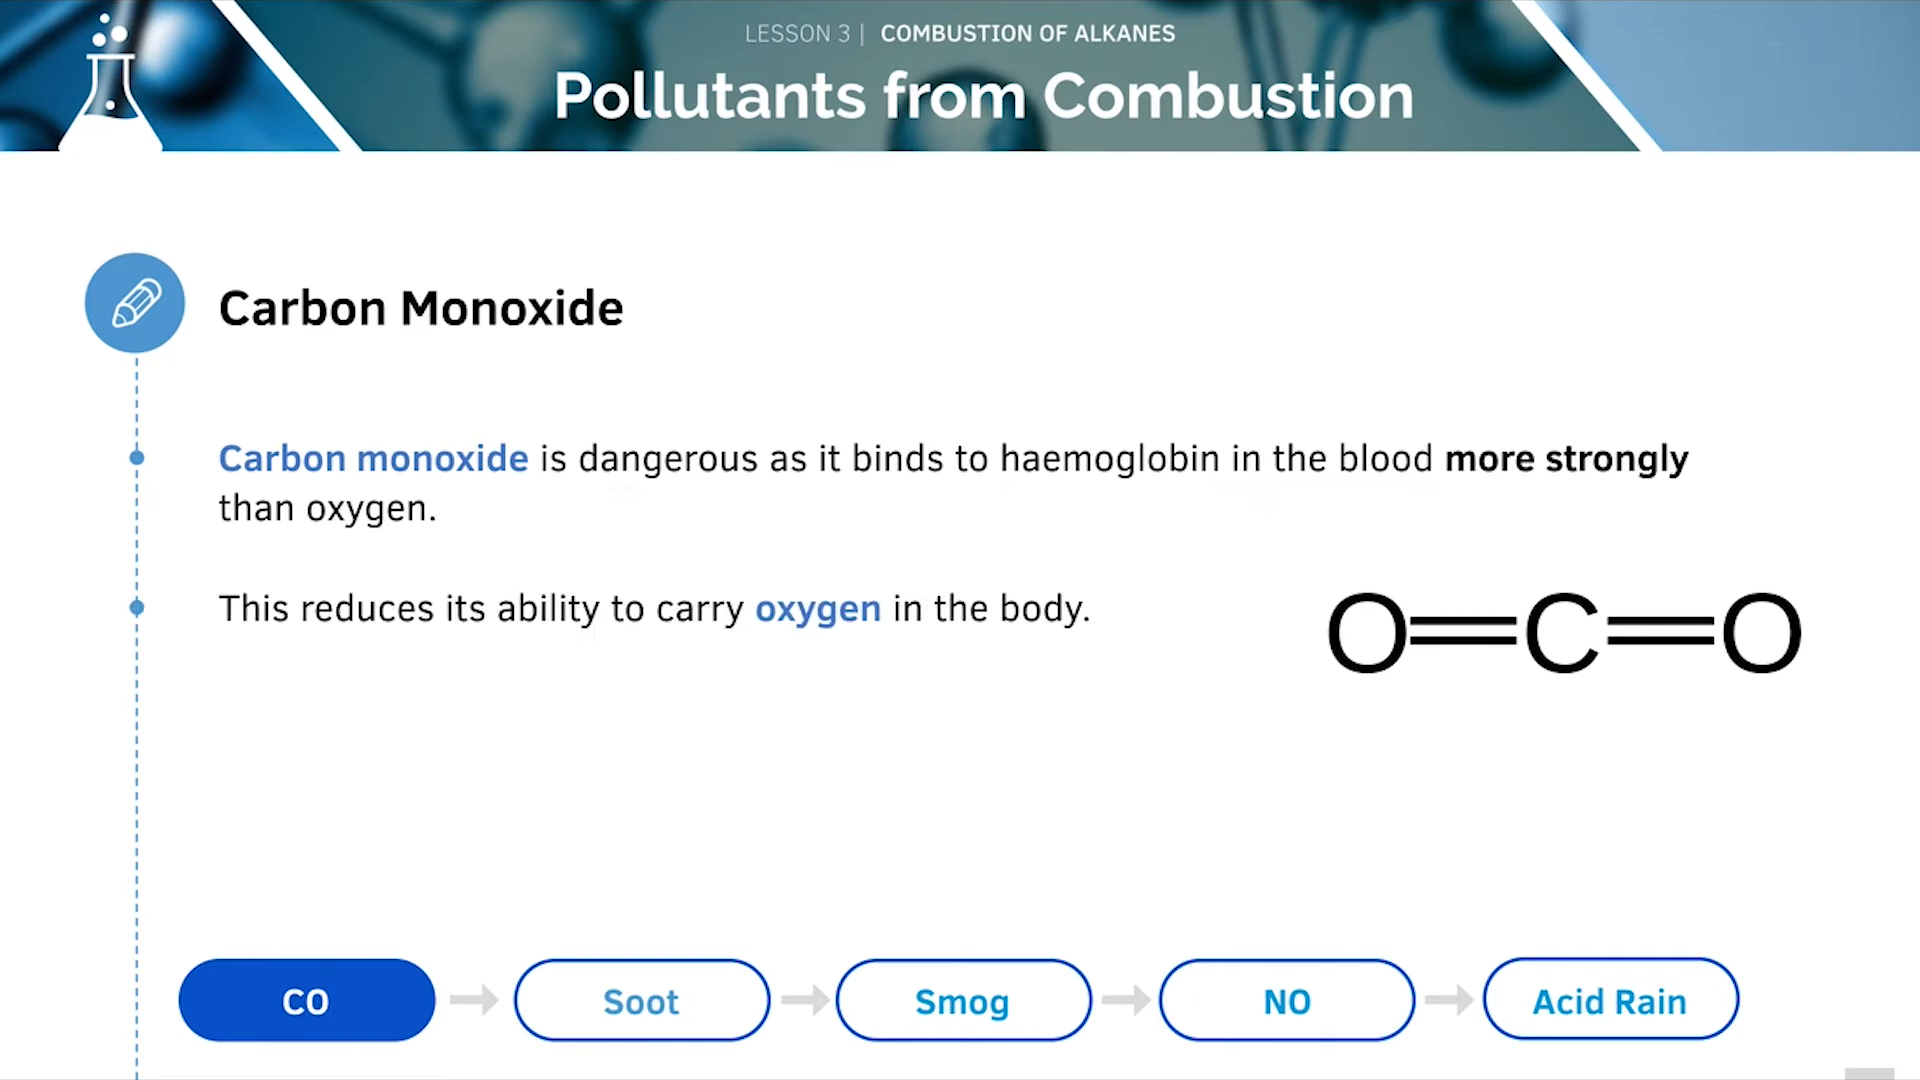 LESSON 3 | COMBUSTION OF ALKANES
Pollutants from Combustion
Carbon Monoxide
Carbon monoxide is dangerous as it binds to haemoglobin in the blood more strongly
than oxygen.
This reduces its ability to carry oxygen in the body.
O=C=O
CO
Soot
Smog
NO
Acid Rain